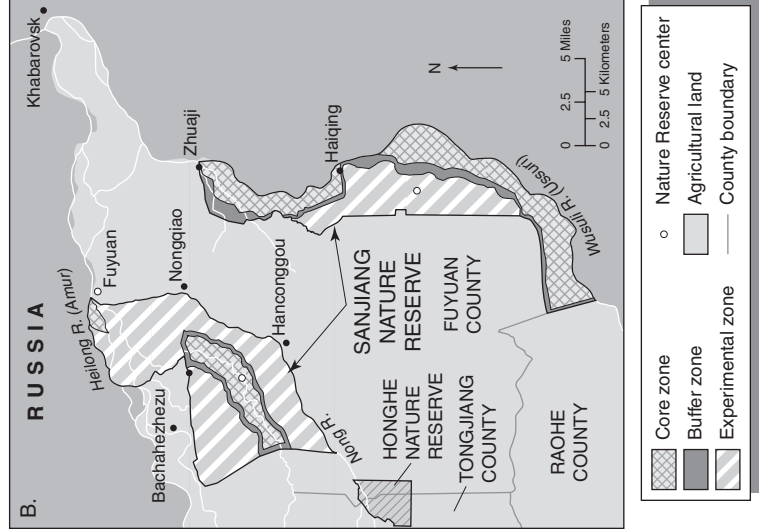 B.
RUSSIA
Khabarovsk
Heilong R. (Amur)
Fuyuan
Bachahezhezu
Nongqiao
Zhuaji
Hanconggou
Haiqing
SANJIANG
NATURE
RESERVE
Nong R.
HONGHE
NATURE
RESERVE
FUYUAN
COUNTY
TONGJIANG
COUNTY
RAOHE
COUNTY
Wusuli R. (Ussuri)
N
0 2.5 5 Miles
0 2.5 5 Kilometers
Core zone
Buffer zone
Experimental zone
Nature Reserve center
Agricultural land
County boundary